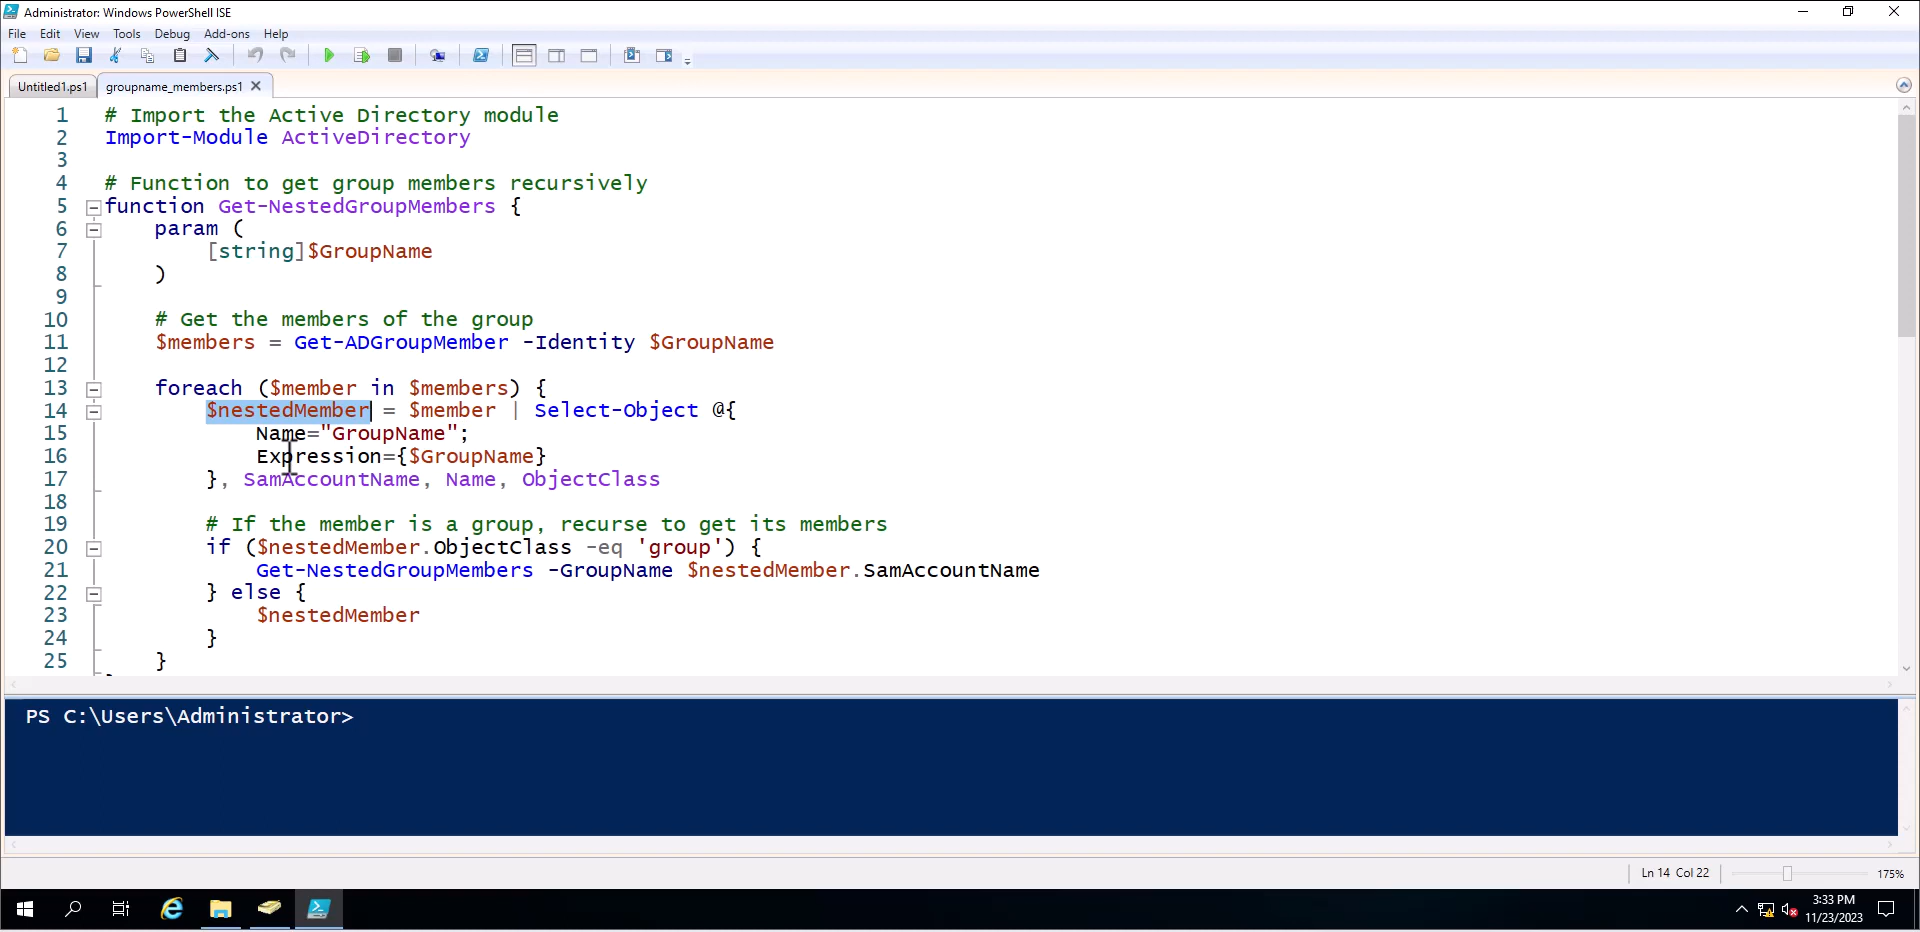 Administrator: Windows PowerShell ISE
File Edit View Tools Debug Add-ons Help
Untitled1.ps1 groupname_members.ps1
1 # Import the Active Directory module
2 Import-Module ActiveDirectory
3
4 # Function to get group members recursively
5 function Get-NestedGroupMembers {
6 param (
7 [string]$GroupName
8 )
9
10 # Get the members of the group
11 $members = Get-ADGroupMember -Identity $GroupName
12
13 foreach ($member in $members) {
14 $nestedMember = $member | Select-Object @{
15 Name="GroupName";
16 Expression={$GroupName}
17 }, SamAccountName, Name, ObjectClass
18
19 # If the member is a group, recurse to get its members
20 if ($nestedMember.ObjectClass -eq 'group') {
21 Get-NestedGroupMembers -GroupName $nestedMember.SamAccountName
22 } else {
23 $nestedMember
24 }
25 }
PS C:\Users\Administrator>
Ln 14 Col 22 175%
3:33 PM
11/23/2023